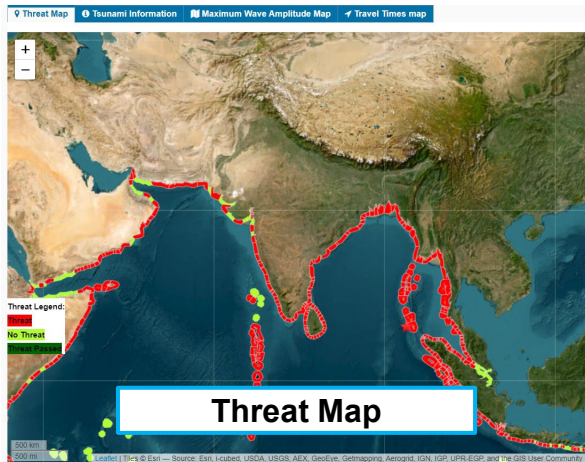 Threat Map
Tsunami Information
Maximum Wave Amplitude Map
Travel Times map
+
−
Threat Legend:
Threat
No Threat
Threat Passed
Threat Map
500 km
500 mi
Leaflet | Tiles © Esri — Source: Esri, i-cubed, USDA, USGS, AEX, GeoEye, Getmapping, Aerogrid, IGN, IGP, UPR-EGP, and the GIS User Community